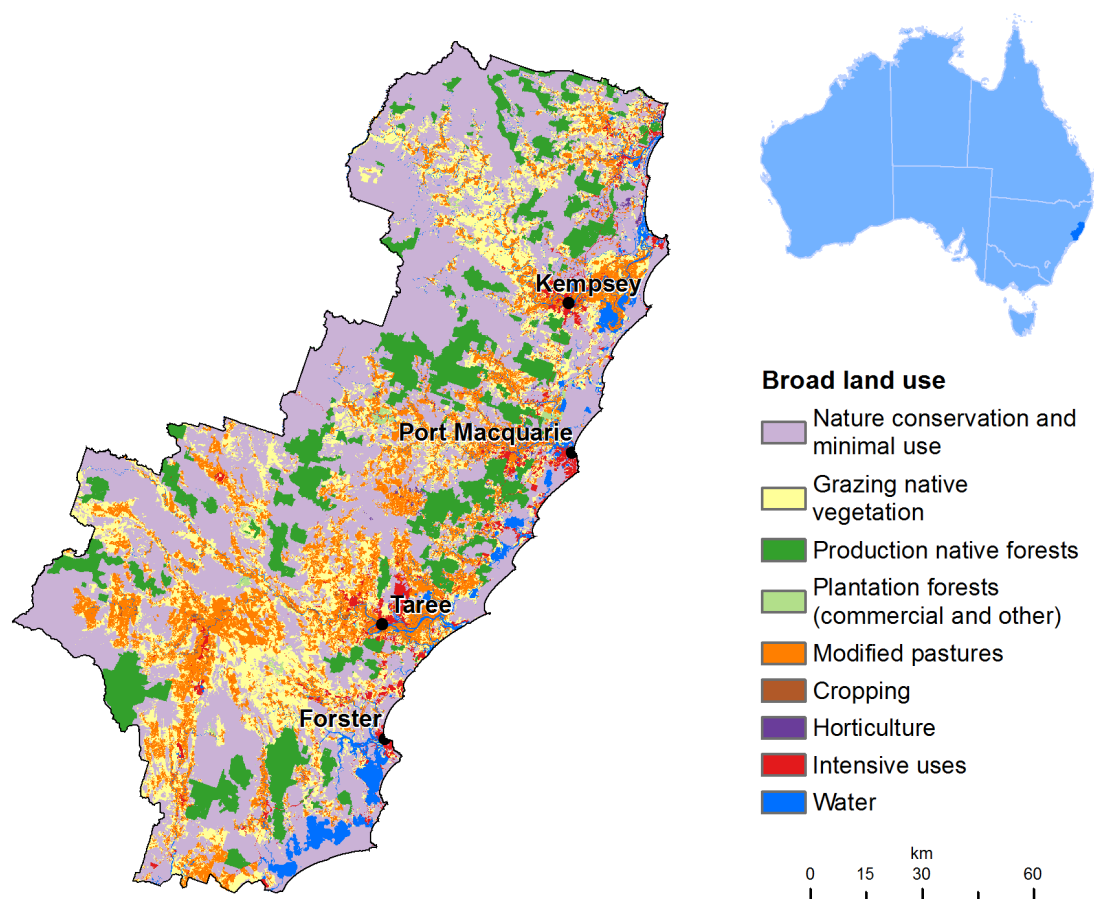 Kempsey
Port Macquarie
Taree
Forster
Broad land use
Nature conservation and
minimal use
Grazing native
vegetation
Production native forests
Plantation forests
(commercial and other)
Modified pastures
Cropping
Horticulture
Intensive uses
Water
km
0 15 30 60